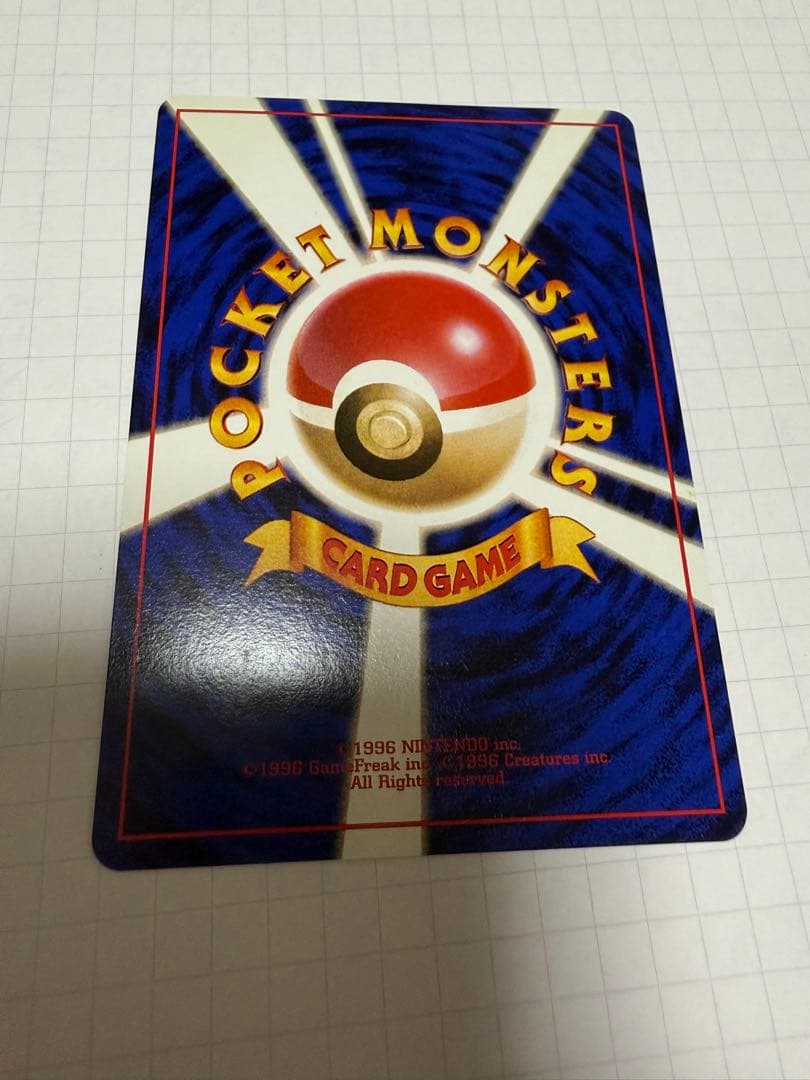 POCKET MONSTERS
CARD GAME
©1996 NINTENDO inc.
©1996 GameFreak inc. ©1996 Creatures inc.
All Rights reserved.